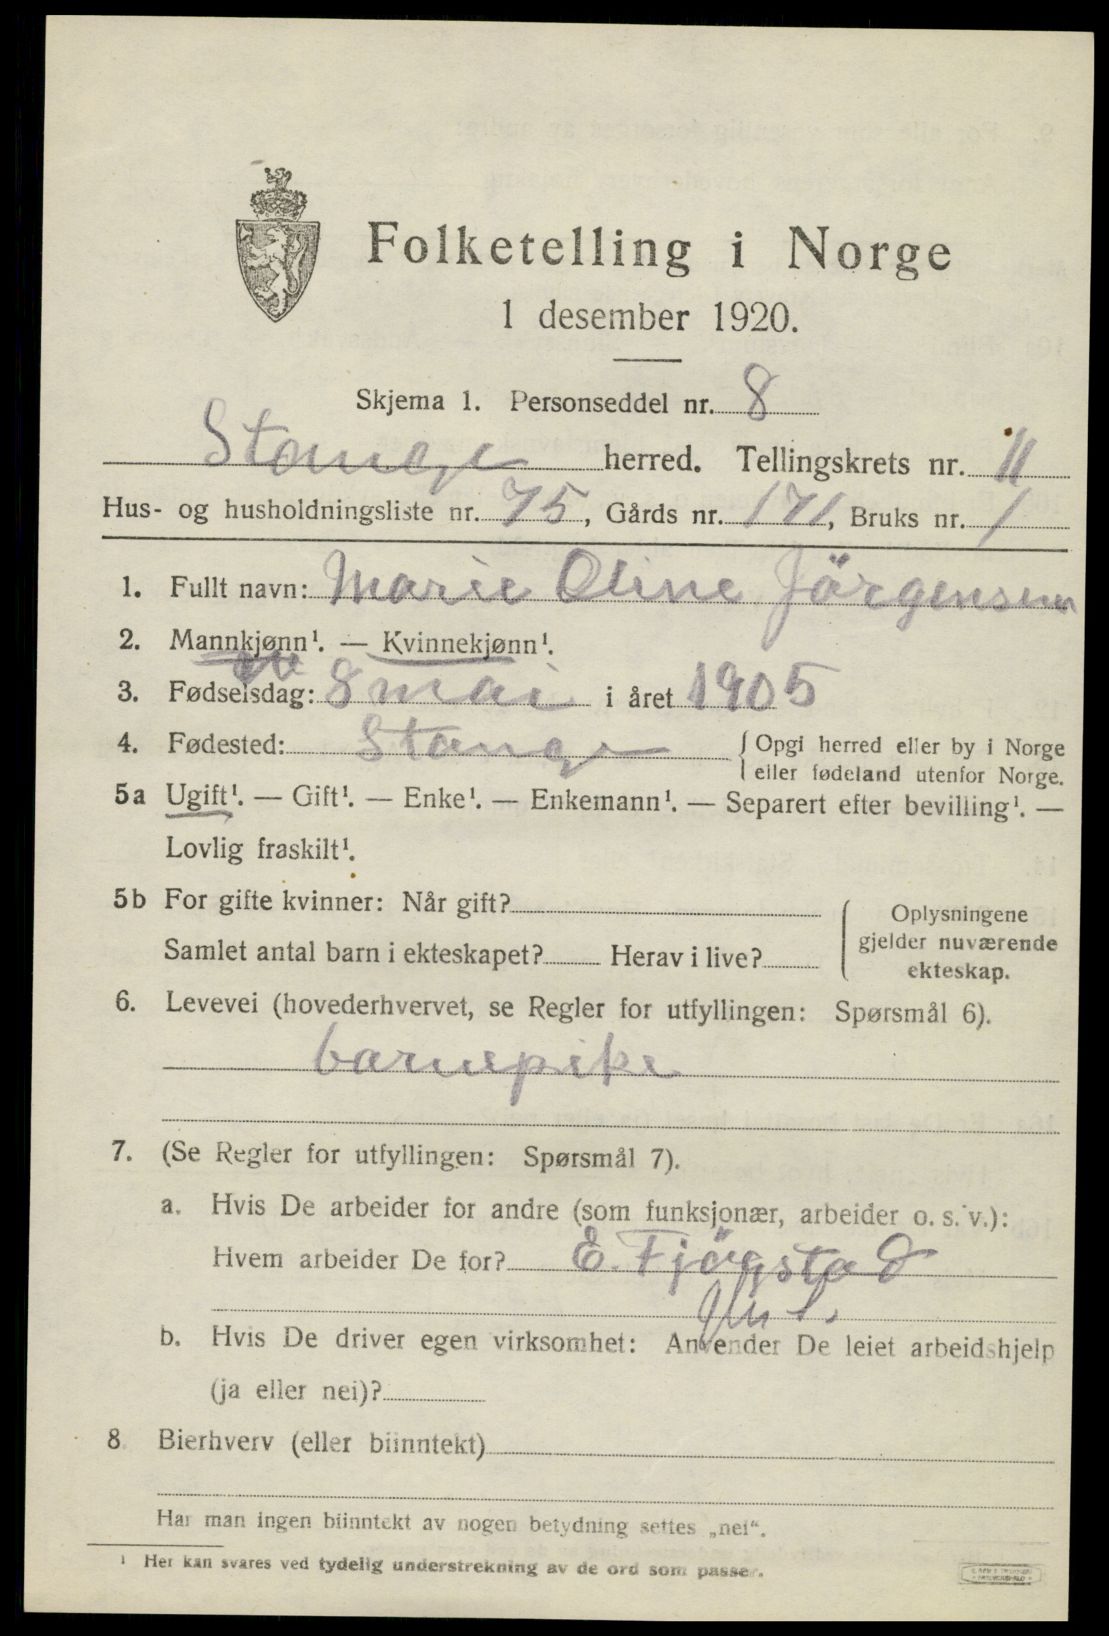 Folketelling i Norge
1 desember 1920.
Skjema 1. Personseddel nr. 8
Stange herred. Tellingskrets nr. 11
Hus- og husholdningsliste nr. 75, Gårds nr. 171, Bruks nr. 1
1. Fullt navn: Marie Oline Jörgensen
2. Mannkjønn¹. — Kvinnekjønn¹.
3. Fødselsdag: 8 mai i året 1905
4. Fødested: Stange { Opgi herred eller by i Norge
eller fødeland utenfor Norge.
5a Ugift¹. — Gift¹. — Enke¹. — Enkemann¹. — Separert efter bevilling¹. —
Lovlig fraskilt¹.
5b For gifte kvinner: Når gift?
Samlet antal barn i ekteskapet? Herav i live?
Oplysningene
gjelder nuværende
ekteskap.
6. Levevei (hovederhvervet, se Regler for utfyllingen: Spørsmål 6).
barnepike
7. (Se Regler for utfyllingen: Spørsmål 7).
a. Hvis De arbeider for andre (som funksjonær, arbeider o. s. v.):
Hvem arbeider De for? E. Fjögstad
b. Hvis De driver egen virksomhet: Anvender De leiet arbeidshjelp
(ja eller nei)?
8. Bierhverv (eller biinntekt)
Har man ingen biinntekt av nogen betydning settes „nei“.
¹ Her kan svares ved tydelig understrekning av de ord som passer.